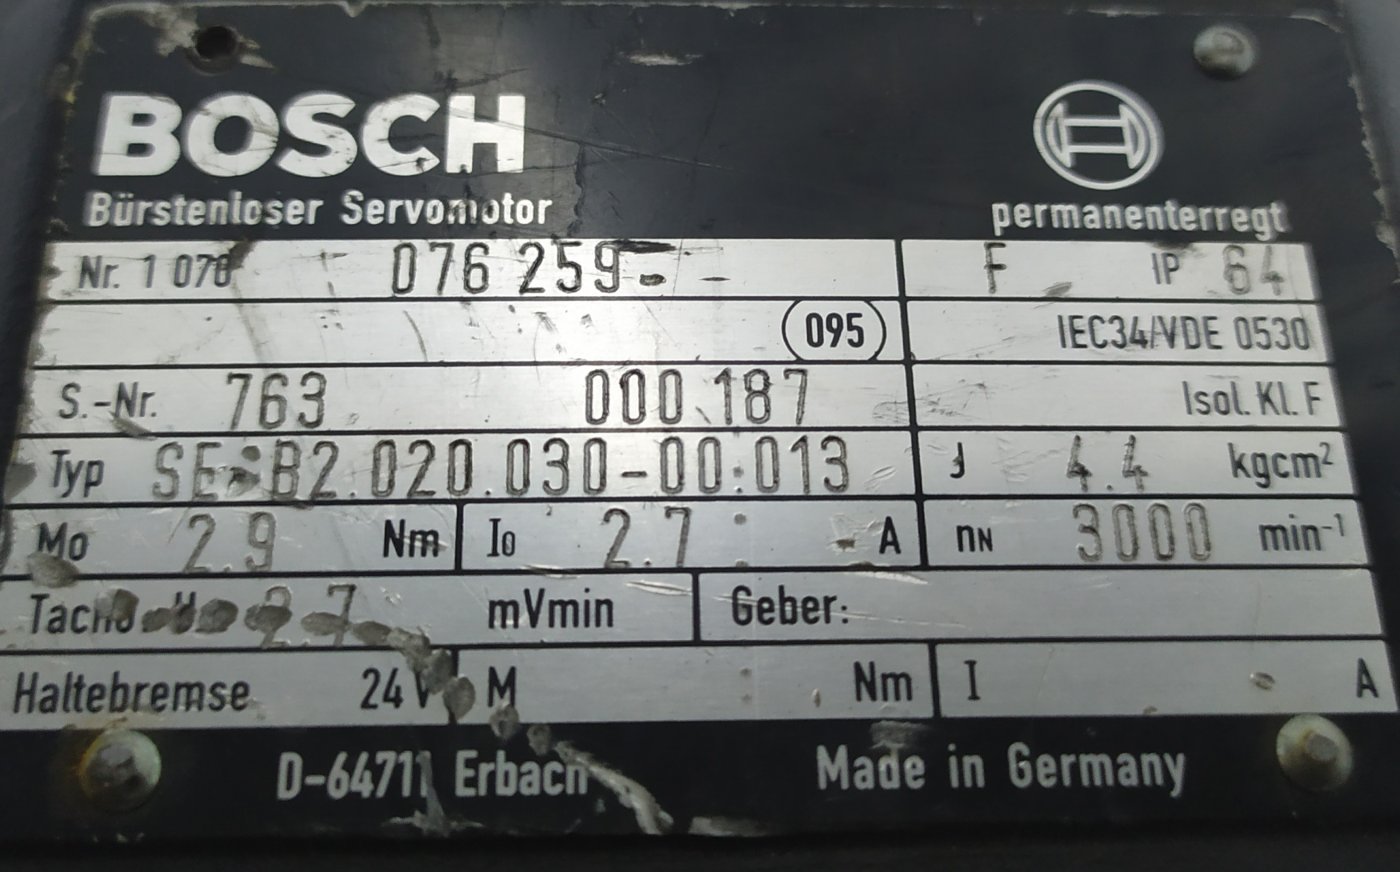 BOSCH
Bürstenloser Servomotor permanenterregt
Nr. 1 070 076 259- F IP 64
095 IEC34/VDE 0530
S.-Nr. 763 000.187 Isol. Kl. F
Typ SE-B2.020.030-00.013 J 4.4 kgcm²
Mo 2.9 Nm I0 2.7 A nN 3000 min⁻¹
Tacho 2.7 mVmin Geber:
Haltebremse 24V M Nm I A
D-64711 Erbach Made in Germany